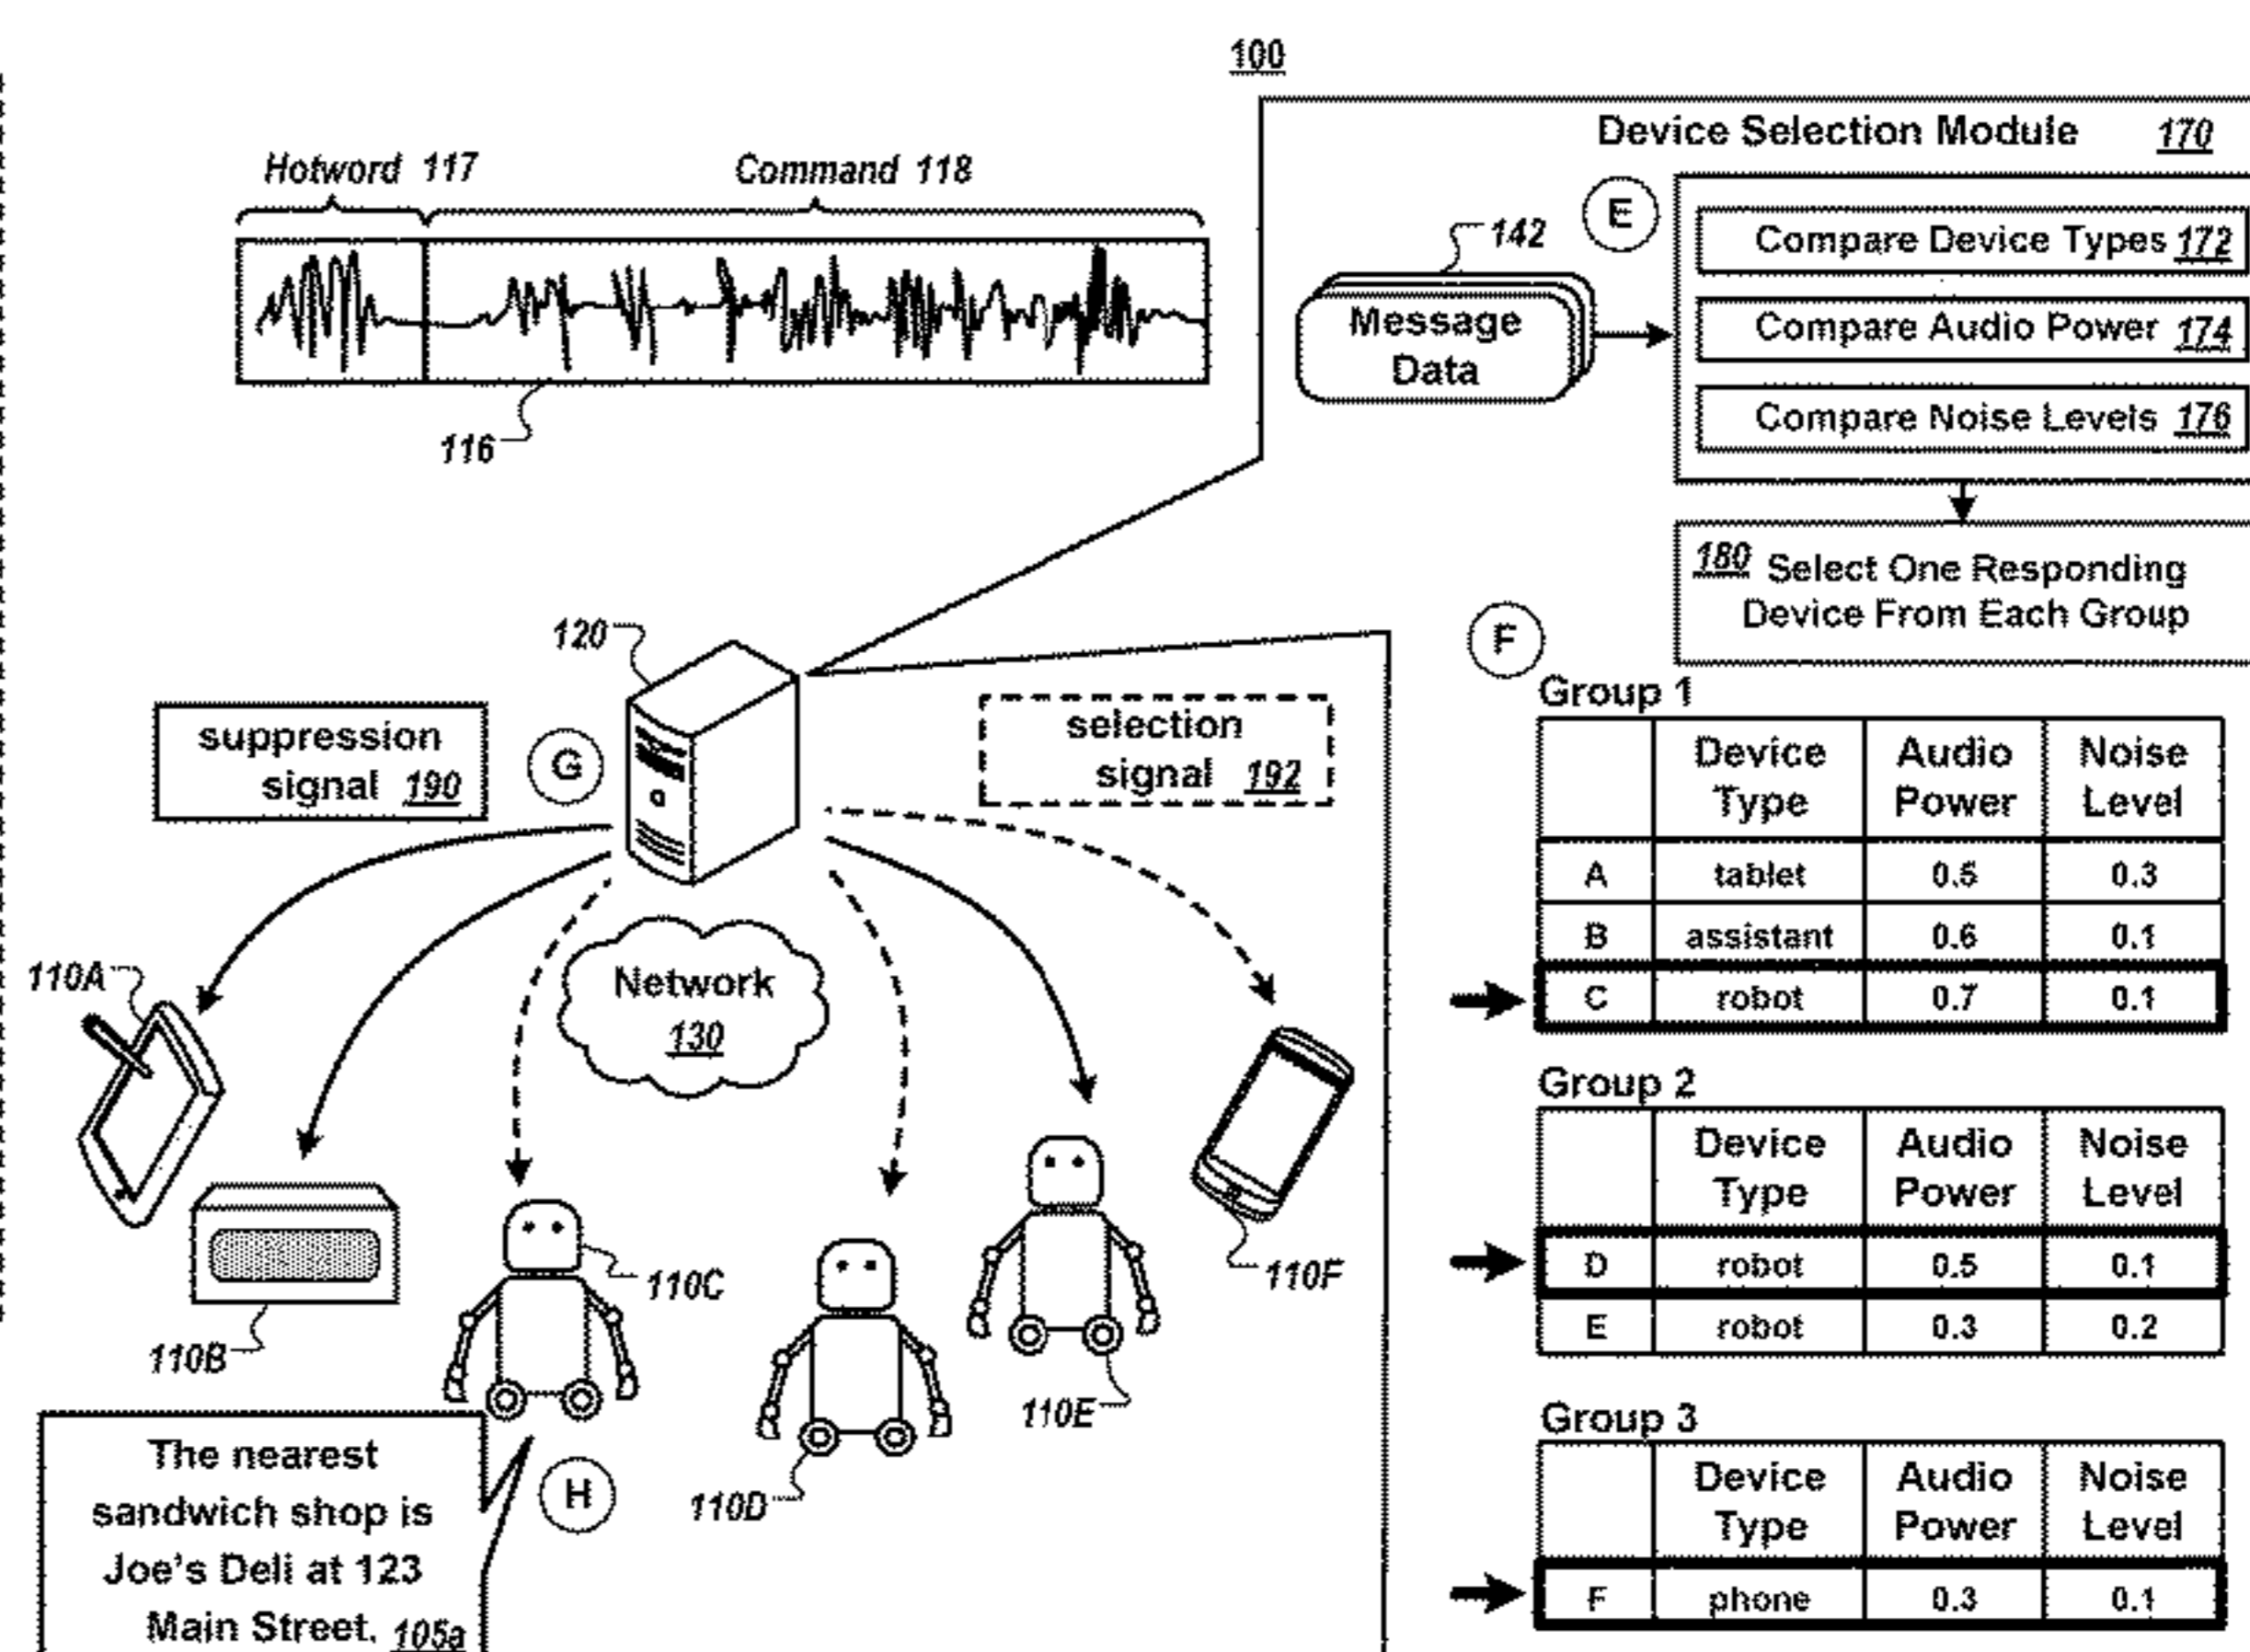 100
Device Selection Module 170
Hotword 117
Command 118
116
142
E
Message
Data
Compare Device Types 172
Compare Audio Power 174
Compare Noise Levels 176
180 Select One Responding
Device From Each Group
120
suppression
signal 190
G
selection
signal 192
Network
130
110A
110B
110C
110D
110E
110F
H
The nearest
sandwich shop is
Joe's Deli at 123
Main Street. 105a
F
Group 1
Device Type Audio Power Noise Level
A tablet 0.5 0.3
B assistant 0.6 0.1
C robot 0.7 0.1
Group 2
Device Type Audio Power Noise Level
D robot 0.5 0.1
E robot 0.3 0.2
Group 3
Device Type Audio Power Noise Level
F phone 0.3 0.1